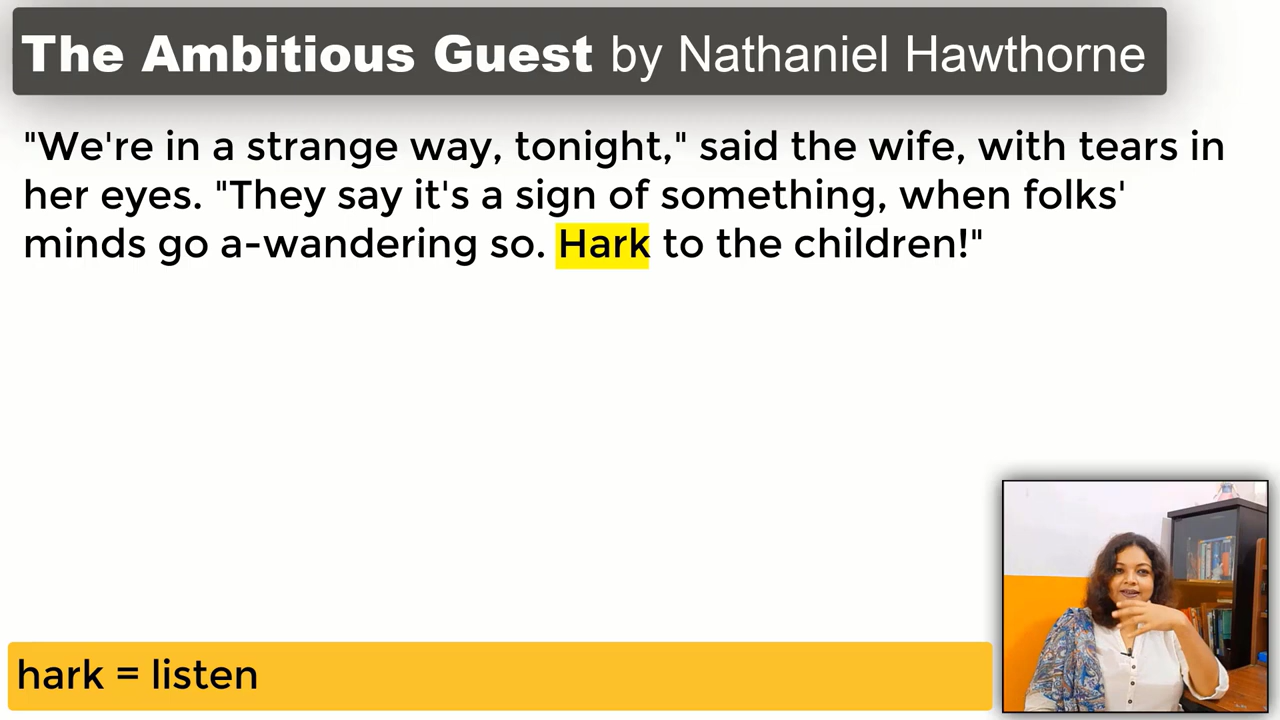 The Ambitious Guest by Nathaniel Hawthorne
"We're in a strange way, tonight," said the wife, with tears in
her eyes. "They say it's a sign of something, when folks'
minds go a-wandering so. Hark to the children!"
hark = listen